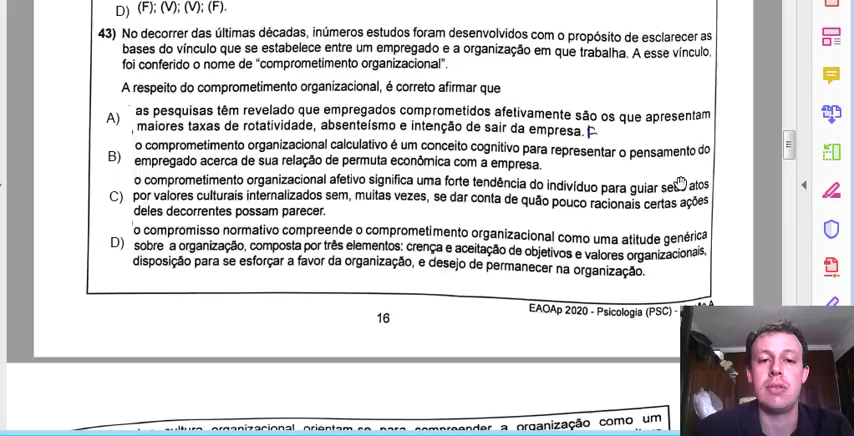 D) (F); (V); (V); (F).
43) No decorrer das últimas décadas, inúmeros estudos foram desenvolvidos com o propósito de esclarecer as
bases do vínculo que se estabelece entre um empregado e a organização em que trabalha. A esse vínculo,
foi conferido o nome de “comprometimento organizacional”.
A respeito do comprometimento organizacional, é correto afirmar que
A) as pesquisas têm revelado que empregados comprometidos afetivamente são os que apresentam
maiores taxas de rotatividade, absenteísmo e intenção de sair da empresa. F
B) o comprometimento organizacional calculativo é um conceito cognitivo para representar o pensamento do
empregado acerca de sua relação de permuta econômica com a empresa.
C) o comprometimento organizacional afetivo significa uma forte tendência do indivíduo para guiar seus atos
por valores culturais internalizados sem, muitas vezes, se dar conta de quão pouco racionais certas ações
deles decorrentes possam parecer.
D) o compromisso normativo compreende o comprometimento organizacional como uma atitude genérica
sobre a organização, composta por três elementos: crença e aceitação de objetivos e valores organizacionais,
disposição para se esforçar a favor da organização, e desejo de permanecer na organização.
EAOAp 2020 - Psicologia (PSC) -
16
organizacional orientam-se para compreender a organização como um